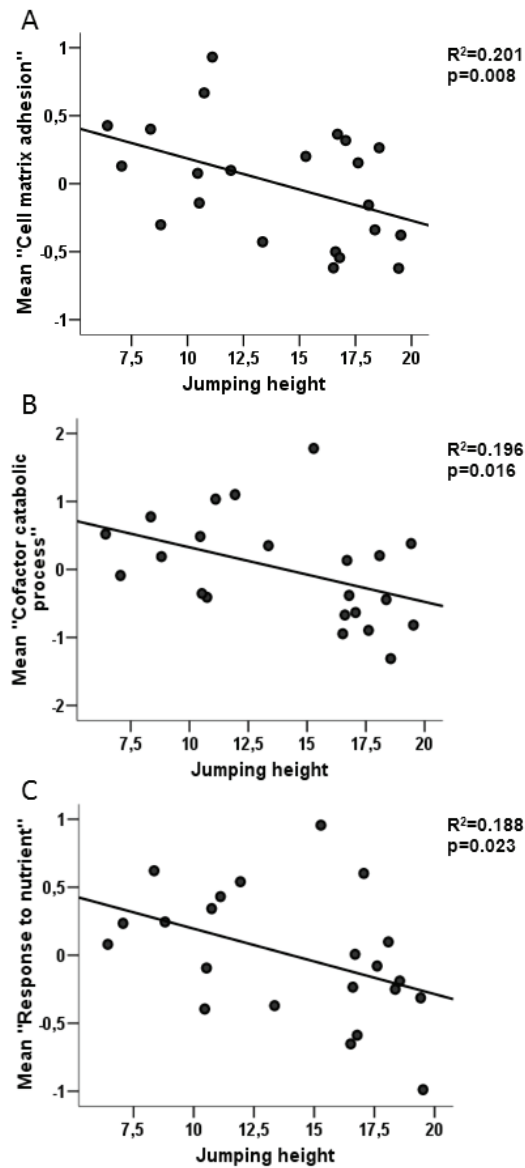 A
R²=0.201
p=0.008
Mean "Cell matrix adhesion"
1
0,5
0
-0,5
-1
7,5 10 12,5 15 17,5 20
Jumping height
B
R²=0.196
p=0.016
Mean "Cofactor catabolic
process"
2
1
0
-1
-2
7,5 10 12,5 15 17,5 20
Jumping height
C
R²=0.188
p=0.023
Mean "Response to nutrient"
1
0,5
0
-0,5
-1
7,5 10 12,5 15 17,5 20
Jumping height